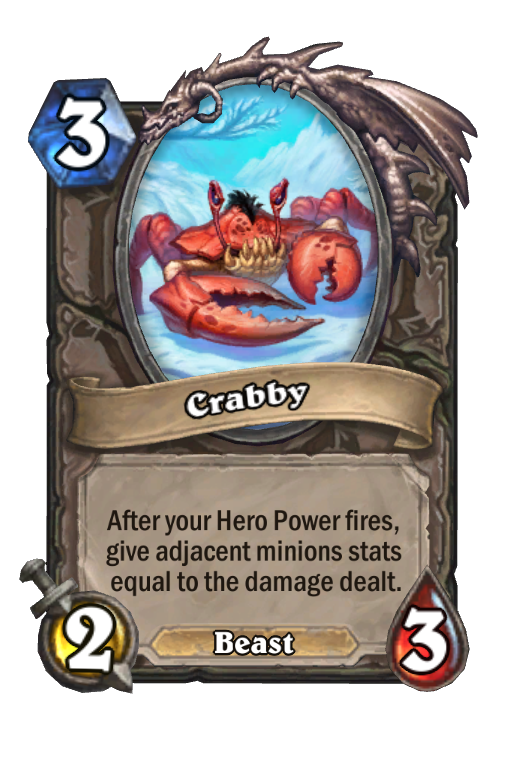 3
Crabby
After your Hero Power fires,
give adjacent minions stats
equal to the damage dealt.
2
Beast
3